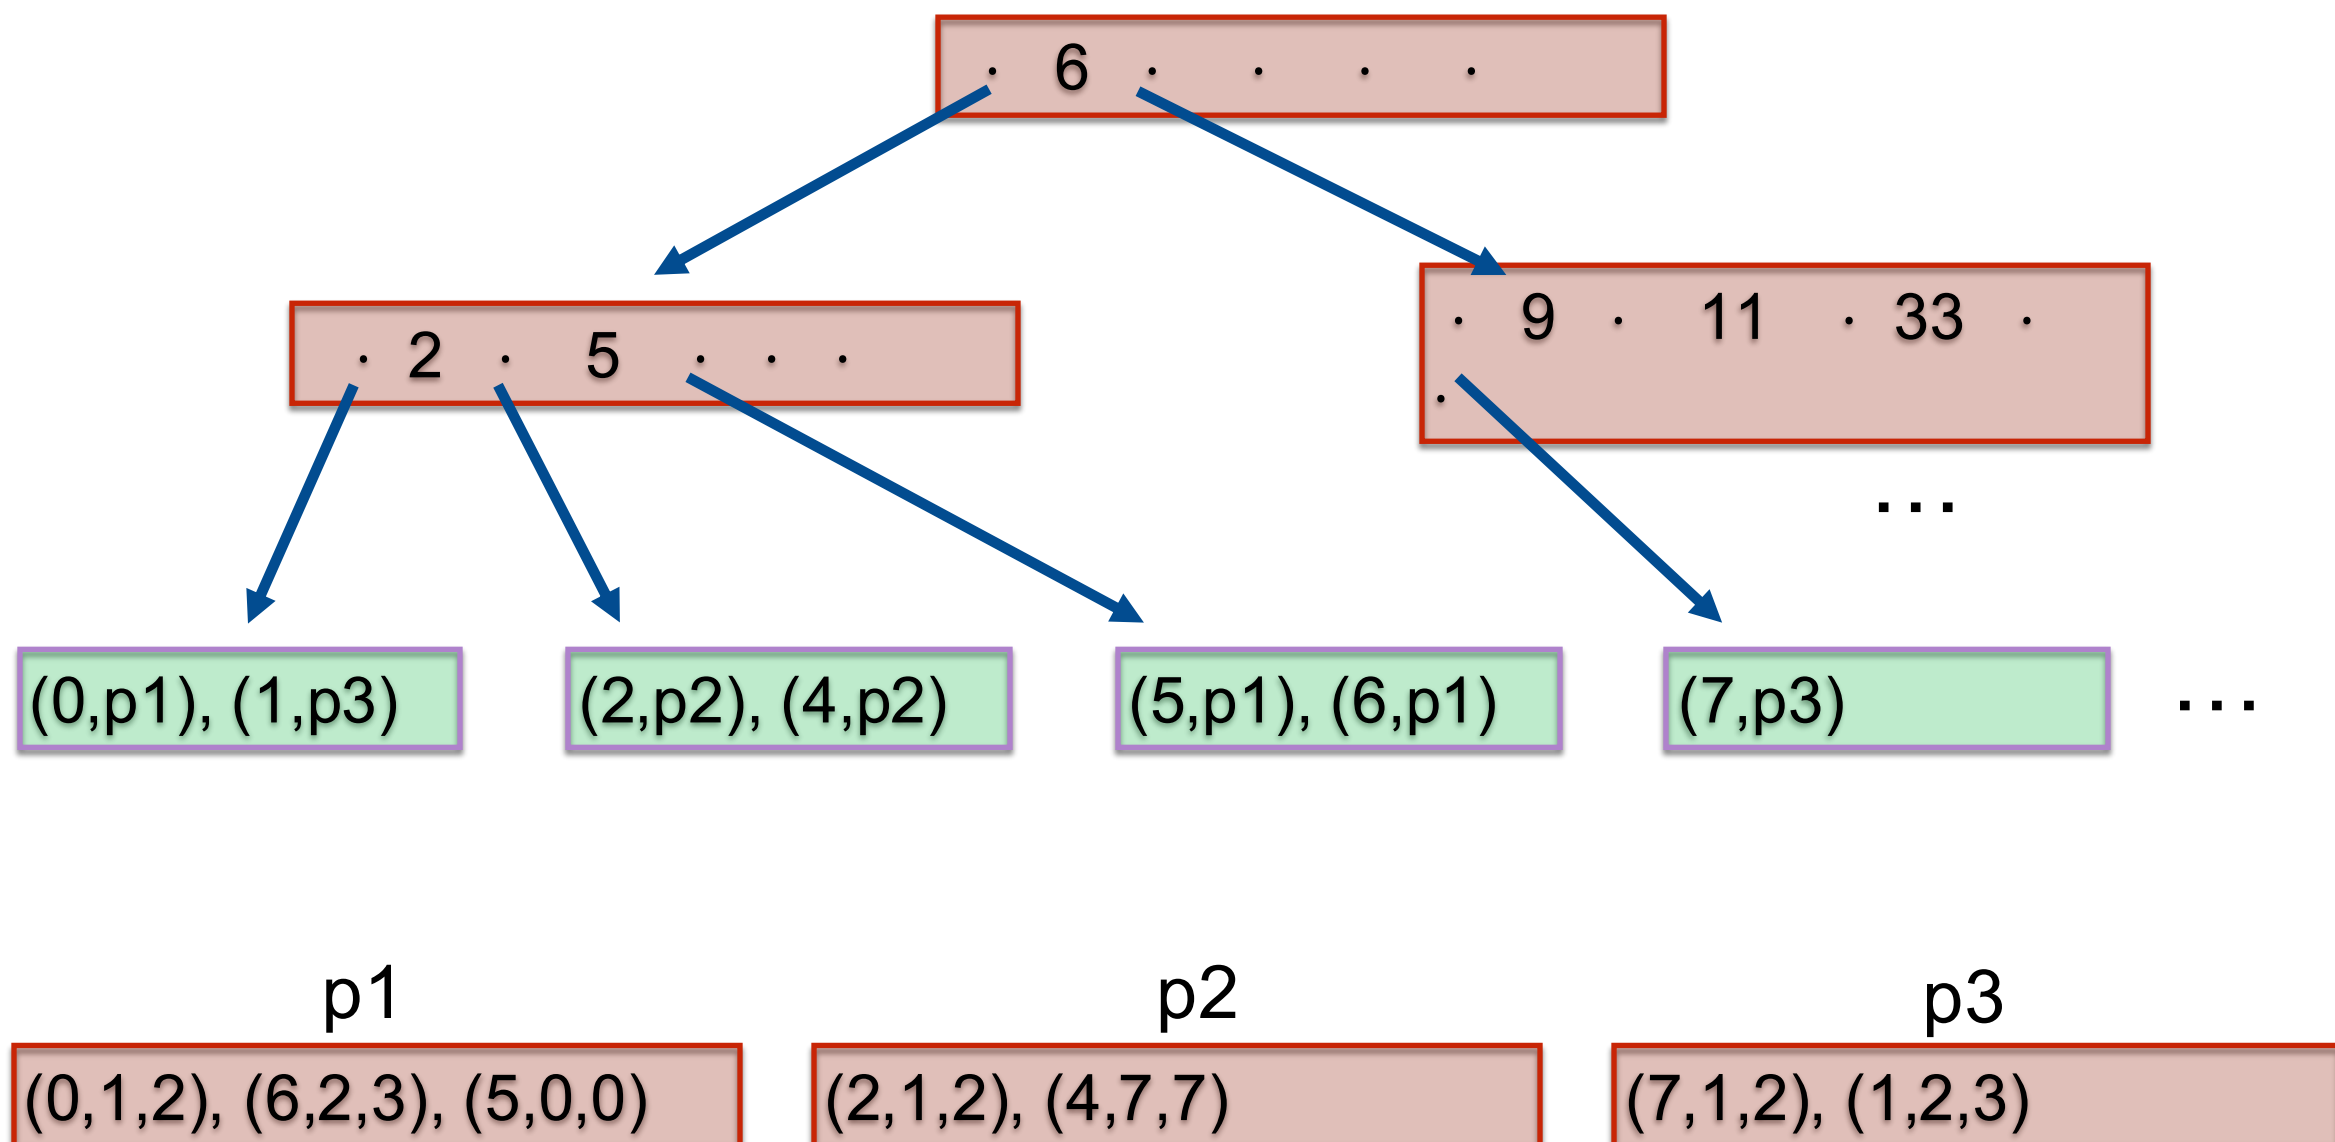 · 6 · · · ·
· 2 · 5 · · ·
· 9 · 11 · 33 ·
·
...
(0,p1), (1,p3)
(2,p2), (4,p2)
(5,p1), (6,p1)
(7,p3)
...
p1
p2
p3
(0,1,2), (6,2,3), (5,0,0)
(2,1,2), (4,7,7)
(7,1,2), (1,2,3)